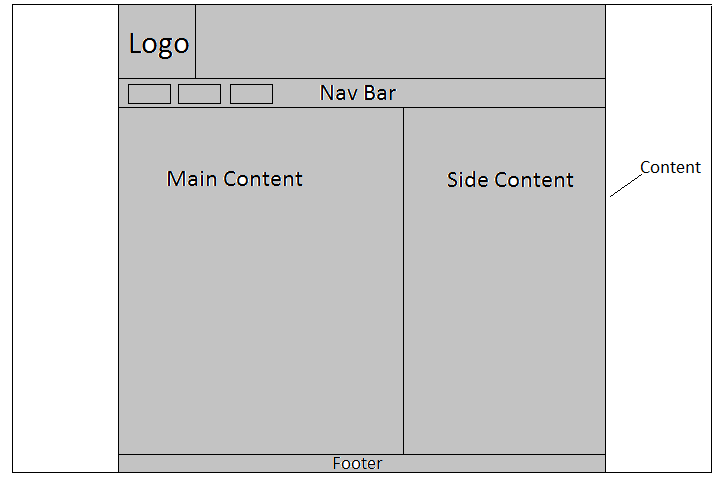 Logo
Nav Bar
Main Content
Side Content
Content
Footer